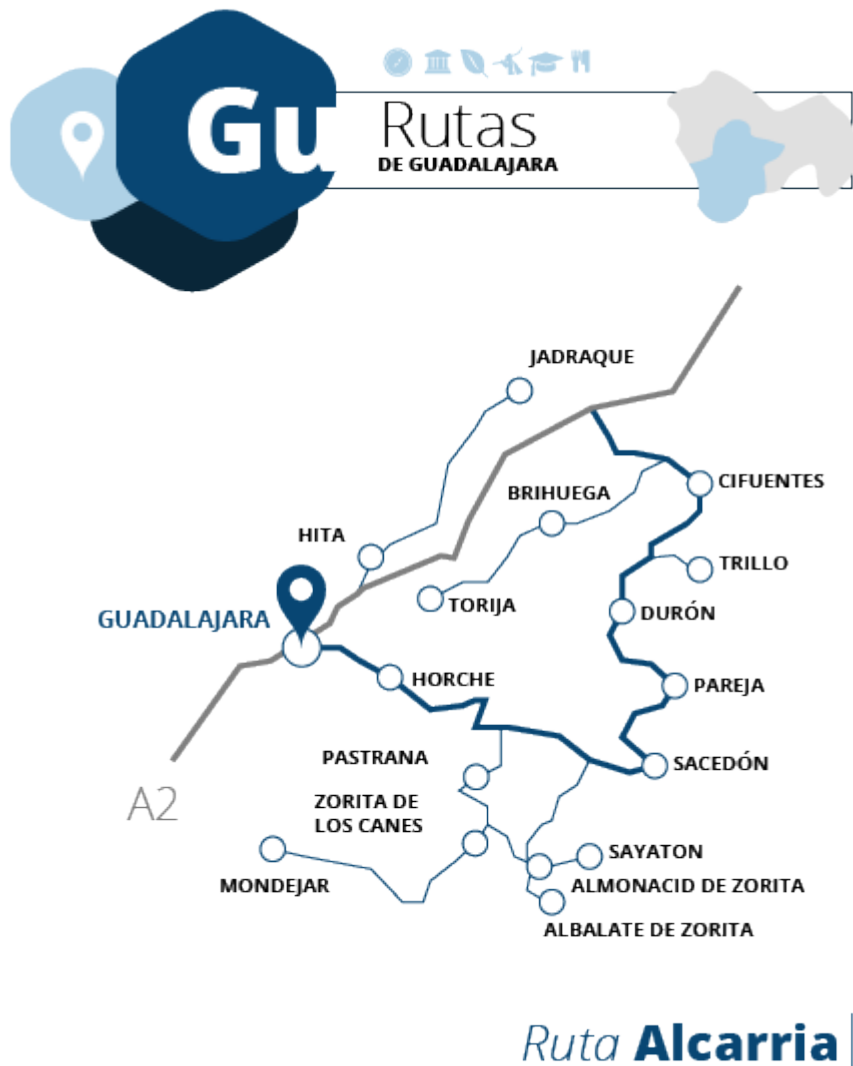 Gu
Rutas
DE GUADALAJARA
JADRAQUE
CIFUENTES
BRIHUEGA
HITA
TRILLO
TORIJA
DURÓN
GUADALAJARA
HORCHE
PAREJA
PASTRANA
SACEDÓN
A2
ZORITA DE
LOS CANES
SAYATON
MONDEJAR
ALMONACID DE ZORITA
ALBALATE DE ZORITA
Ruta Alcarria